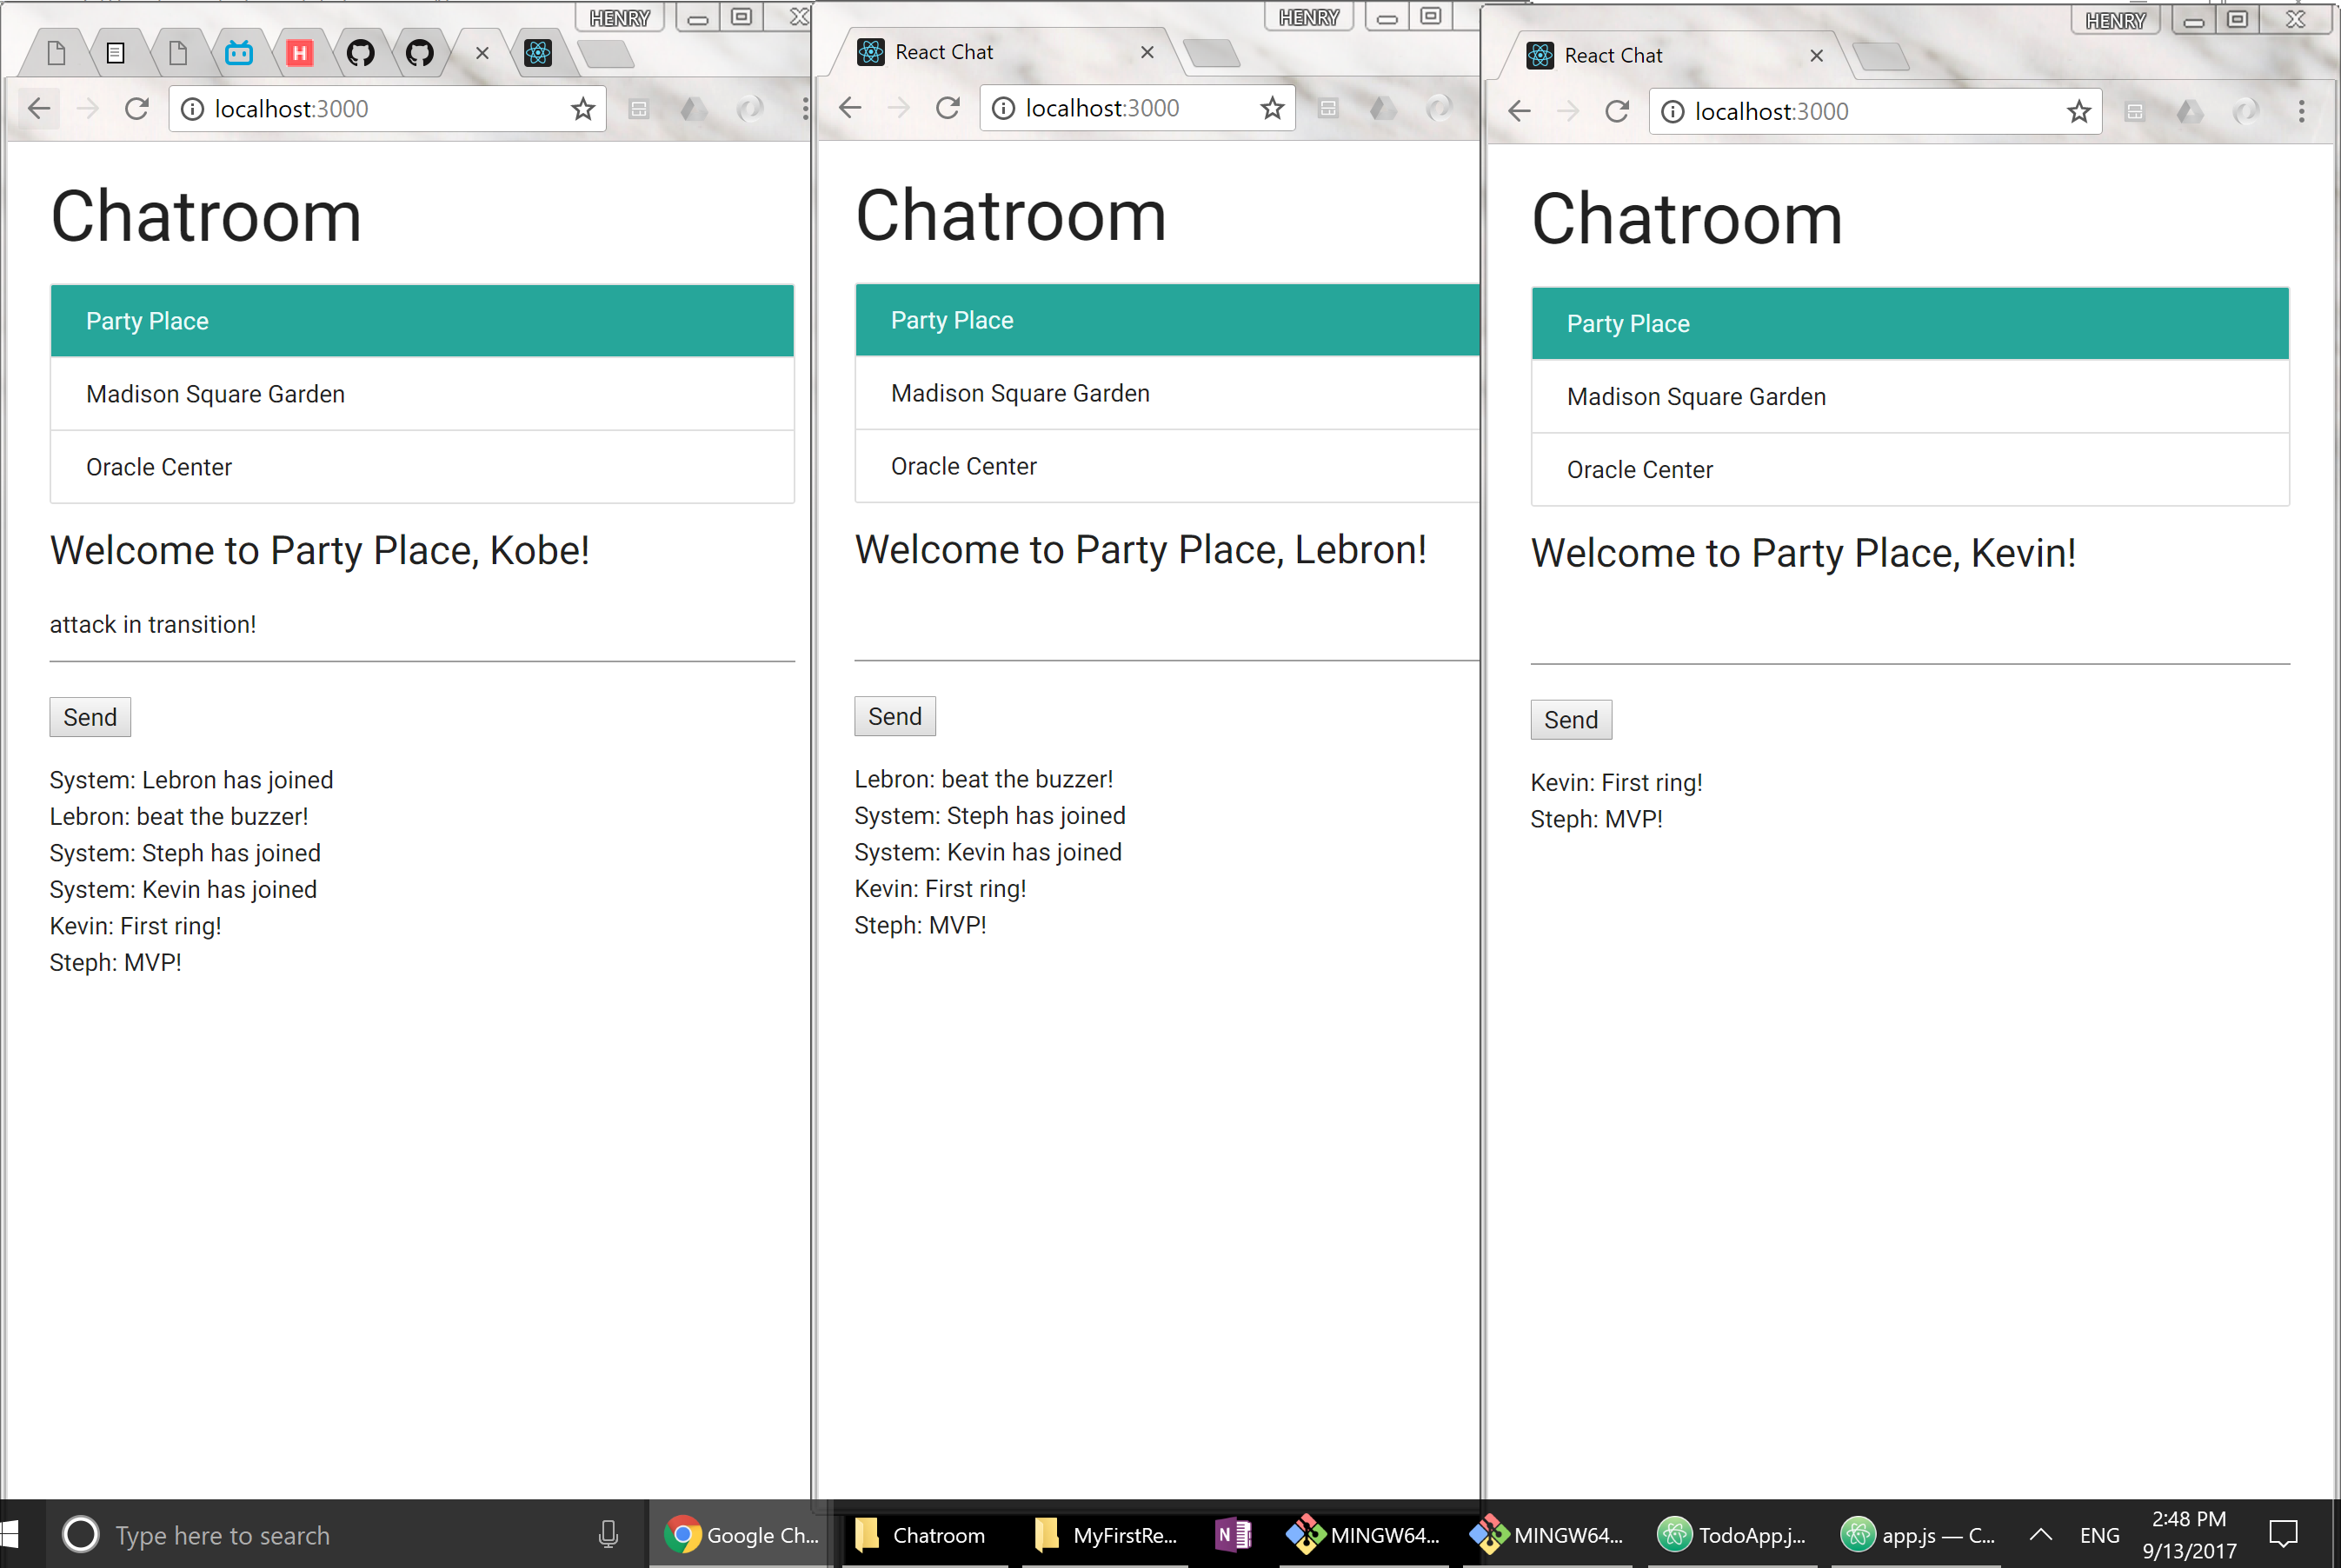 HENRY
localhost:3000
Chatroom
Party Place
Madison Square Garden
Oracle Center
Welcome to Party Place, Kobe!
attack in transition!
Send
System: Lebron has joined
Lebron: beat the buzzer!
System: Steph has joined
System: Kevin has joined
Kevin: First ring!
Steph: MVP!
HENRY
React Chat
localhost:3000
Chatroom
Party Place
Madison Square Garden
Oracle Center
Welcome to Party Place, Lebron!
Send
Lebron: beat the buzzer!
System: Steph has joined
System: Kevin has joined
Kevin: First ring!
Steph: MVP!
HENRY
React Chat
localhost:3000
Chatroom
Party Place
Madison Square Garden
Oracle Center
Welcome to Party Place, Kevin!
Send
Kevin: First ring!
Steph: MVP!
Type here to search
Google Ch...
Chatroom
MyFirstRe...
MINGW64...
MINGW64...
TodoApp.j...
app.js — C...
ENG
2:48 PM
9/13/2017